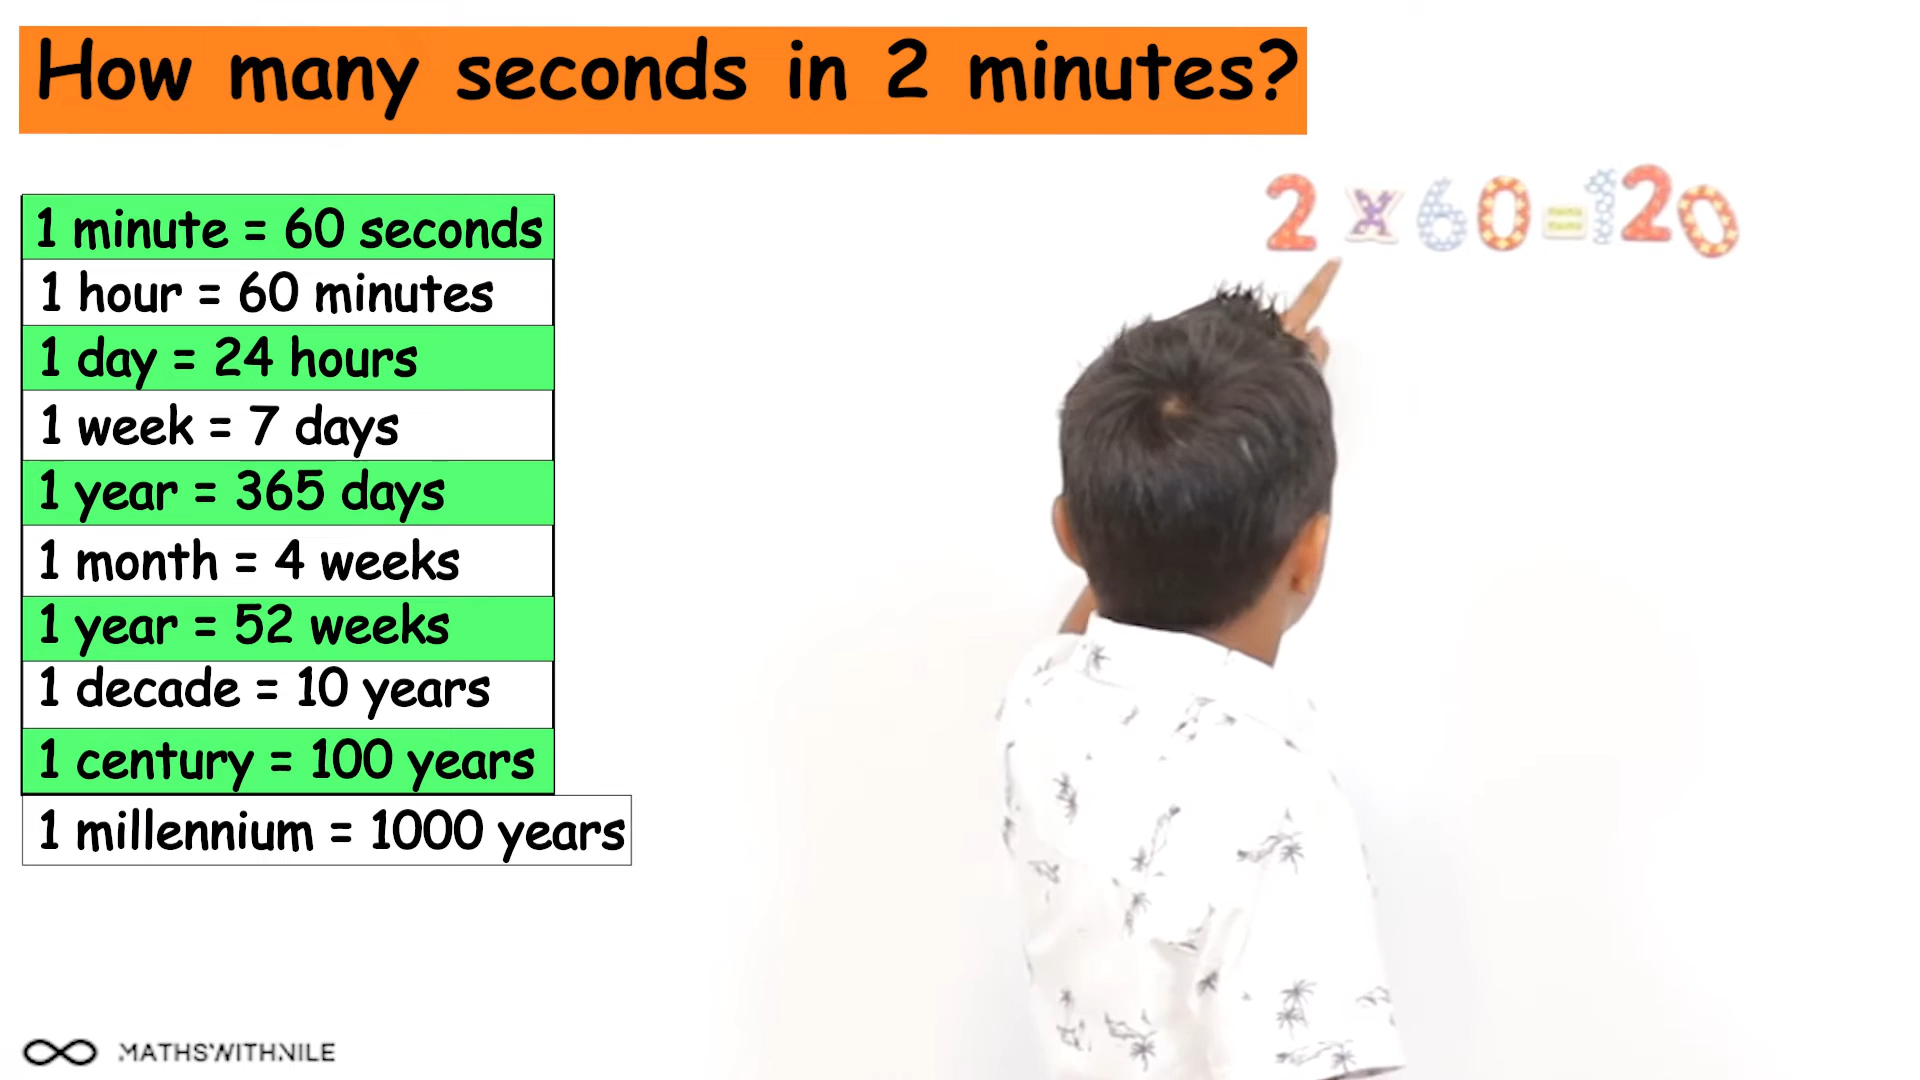 How many seconds in 2 minutes?
2 x 60=120
1 minute = 60 seconds
1 hour = 60 minutes
1 day = 24 hours
1 week = 7 days
1 year = 365 days
1 month = 4 weeks
1 year = 52 weeks
1 decade = 10 years
1 century = 100 years
1 millennium = 1000 years
MATHSWITHNILE